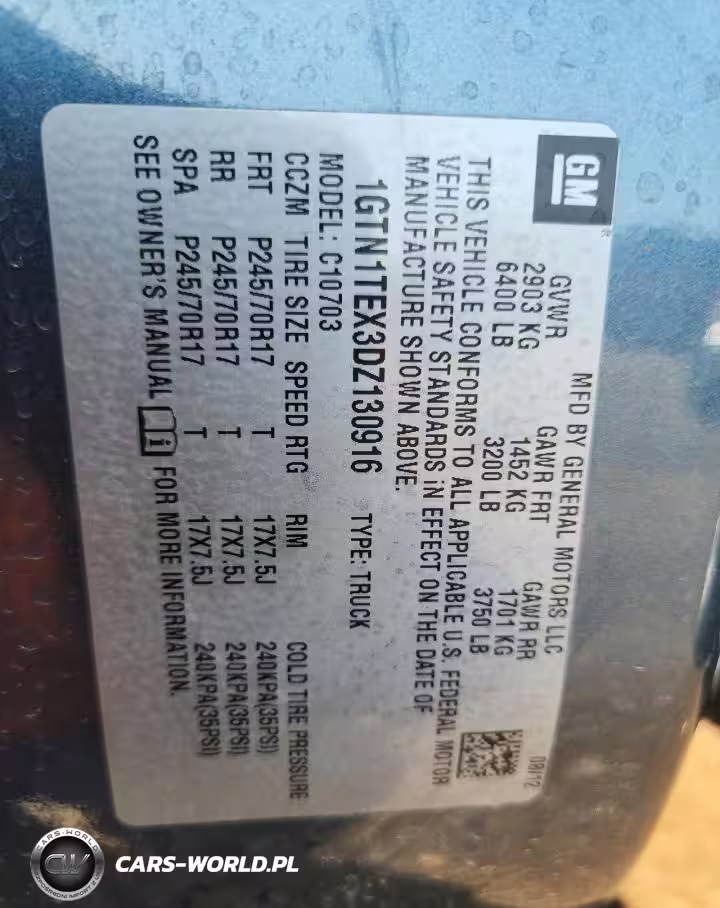 GM
MFD BY GENERAL MOTORS LLC 08/12
GVWR GAWR FRT GAWR RR
2903 KG 1452 KG 1701 KG
6400 LB 3200 LB 3750 LB
THIS VEHICLE CONFORMS TO ALL APPLICABLE U.S. FEDERAL MOTOR
VEHICLE SAFETY STANDARDS IN EFFECT ON THE DATE OF
MANUFACTURE SHOWN ABOVE.
1GTN1TEX3DZ130916 TYPE: TRUCK
MODEL: C10703
CCZM TIRE SIZE SPEED RTG RIM COLD TIRE PRESSURE
FRT P245/70R17 T 17X7.5J 240KPA(35PSI)
RR P245/70R17 T 17X7.5J 240KPA(35PSI)
SPA P245/70R17 T 17X7.5J 240KPA(35PSI)
SEE OWNER'S MANUAL FOR MORE INFORMATION.
CARS-WORLD
CW
CARS-WORLD.PL